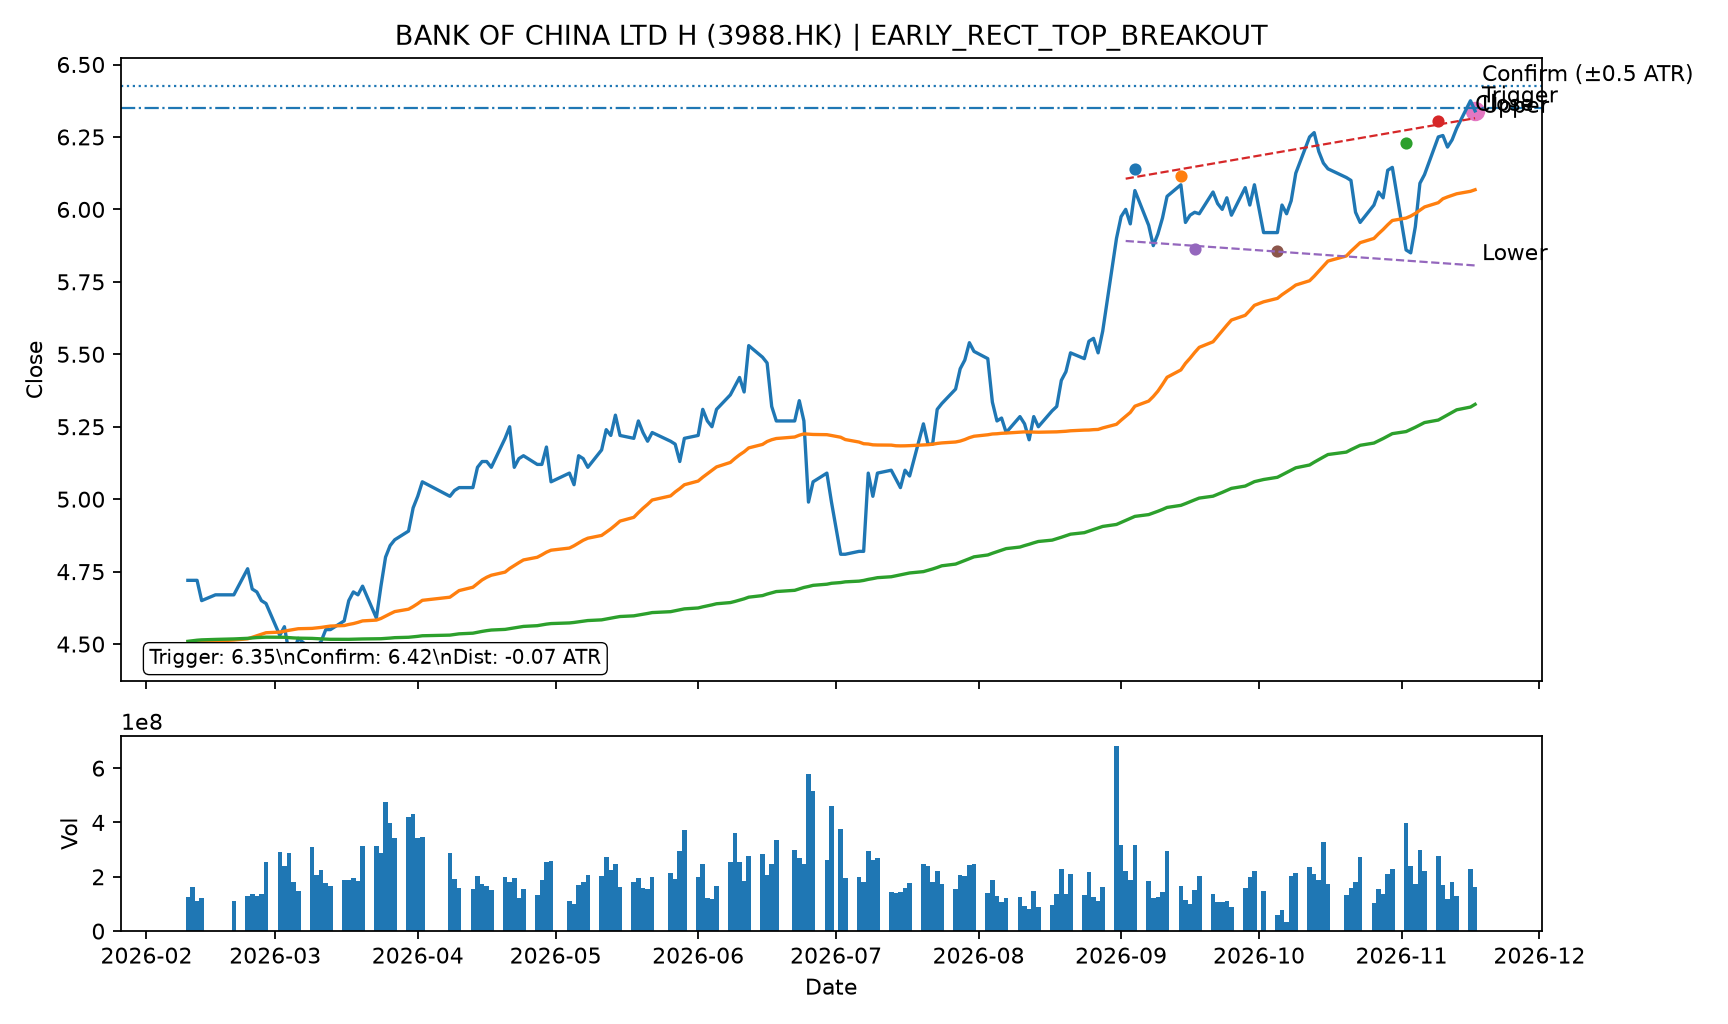 BANK OF CHINA LTD H (3988.HK) | EARLY_RECT_TOP_BREAKOUT
6.50
6.25
6.00
5.75
5.50
5.25
5.00
4.75
4.50
Close
Confirm (±0.5 ATR)
Trigger
Close
Upper
Lower
Trigger: 6.35\nConfirm: 6.42\nDist: -0.07 ATR
1e8
6
4
2
0
Vol
2026-02
2026-03
2026-04
2026-05
2026-06
2026-07
2026-08
2026-09
2026-10
2026-11
2026-12
Date